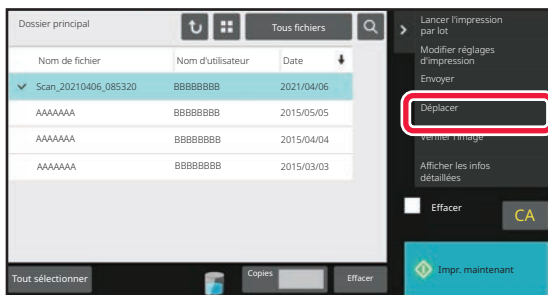 Dossier principal
Tous fichiers
Nom de fichier Nom d'utilisateur Date
Scan_20210406_085320 BBBBBBBB 2021/04/06
AAAAAAA BBBBBBBB 2015/05/05
AAAAAAA BBBBBBBB 2015/04/04
AAAAAAA BBBBBBBB 2015/03/03
Tout sélectionner
Copies
Effacer
Lancer l'impression
par lot
Modifier réglages
d'impression
Envoyer
Déplacer
Vérifier l'image
Afficher les infos
détaillées
Effacer
CA
Impr. maintenant